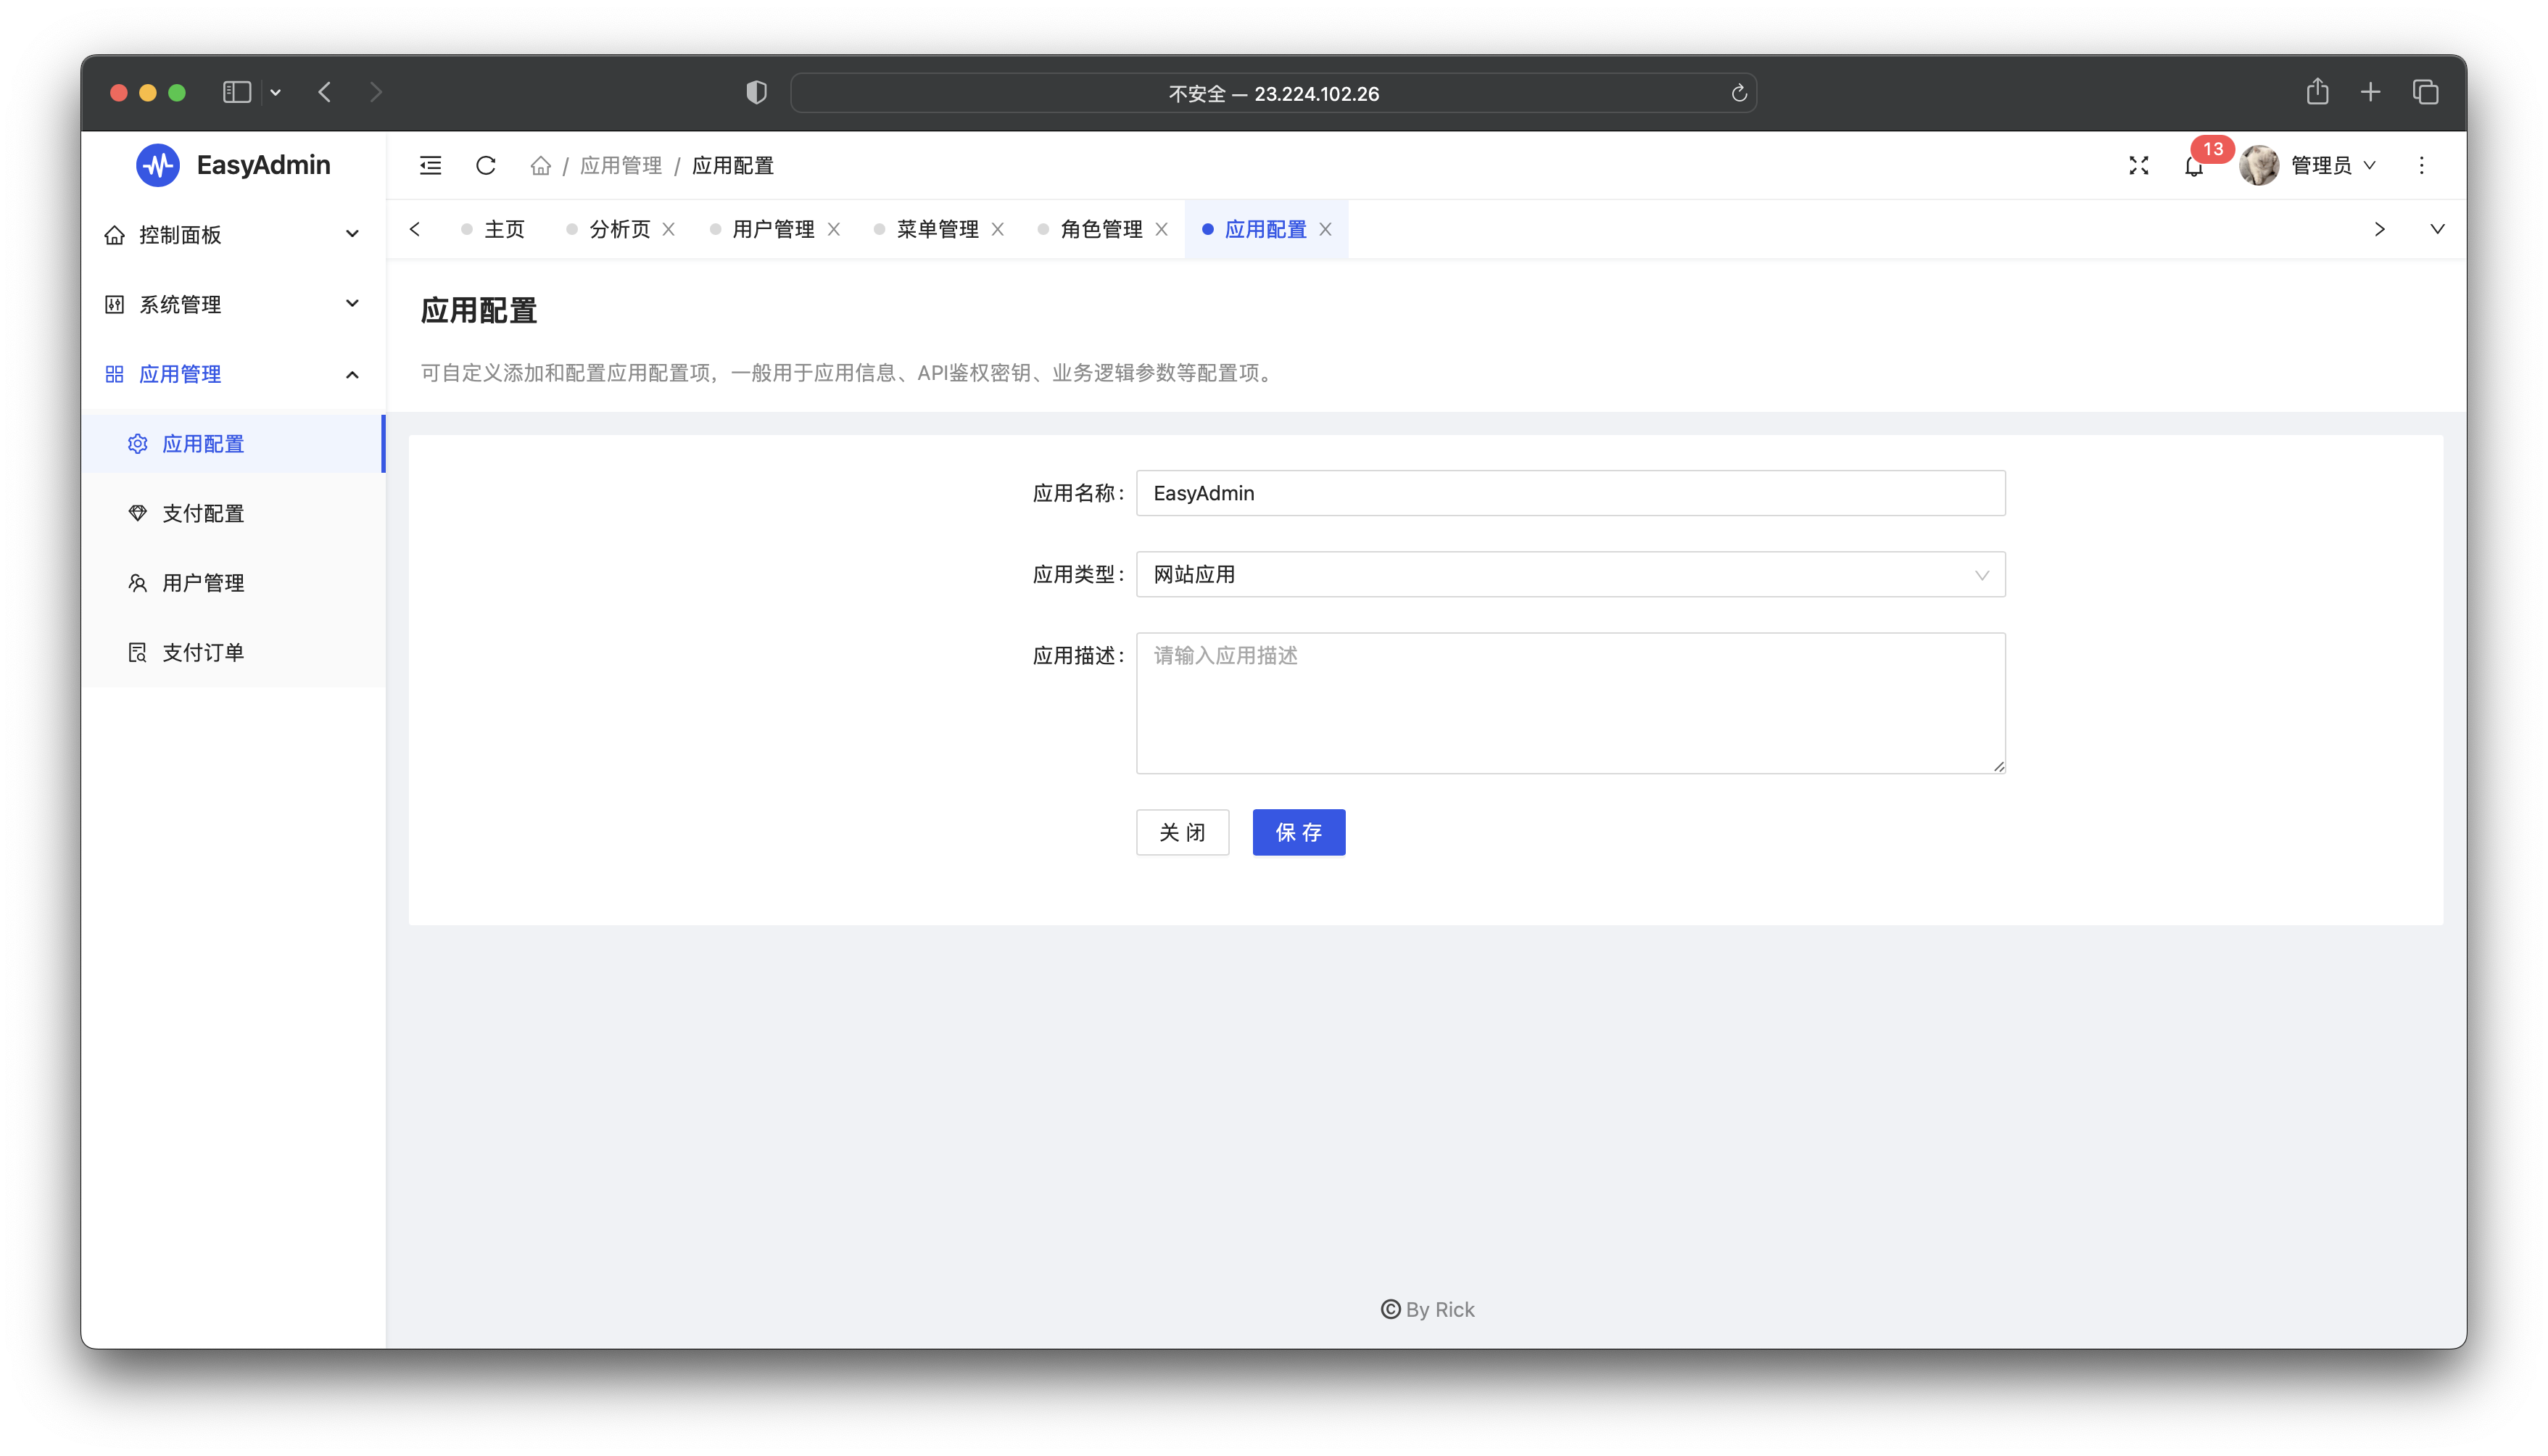 不安全 — 23.224.102.26
EasyAdmin
/ 应用管理 / 应用配置
13
管理员
控制面板
系统管理
应用管理
应用配置
支付配置
用户管理
支付订单
主页
分析页
用户管理
菜单管理
角色管理
应用配置
应用配置
可自定义添加和配置应用配置项，一般用于应用信息、API鉴权密钥、业务逻辑参数等配置项。
应用名称： EasyAdmin
应用类型： 网站应用
应用描述： 请输入应用描述
关 闭
保 存
© By Rick